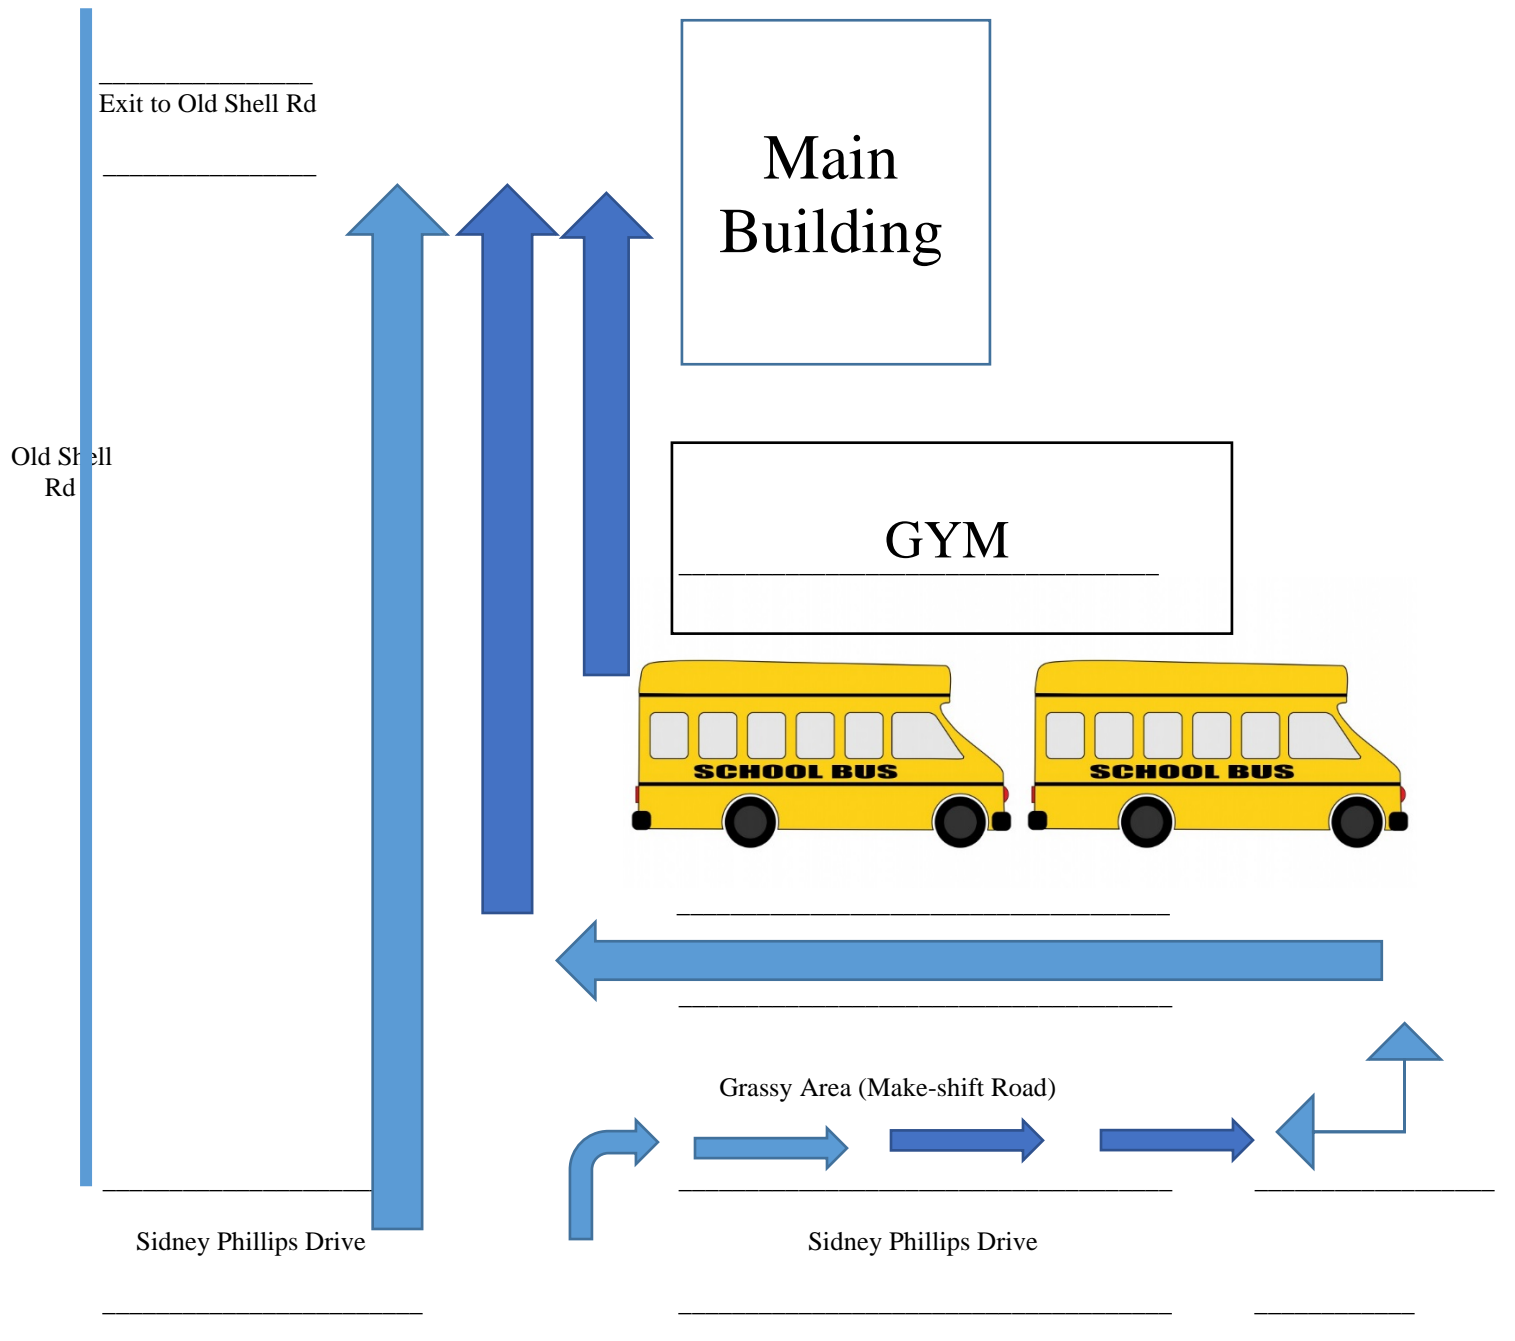 Exit to Old Shell Rd
Main
Building
Old Shell
Rd
GYM
SCHOOL BUS
SCHOOL BUS
Grassy Area (Make-shift Road)
Sidney Phillips Drive
Sidney Phillips Drive